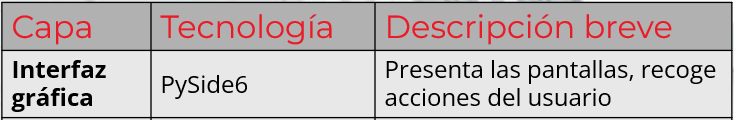 Capa Tecnología Descripción breve
Interfaz gráfica PySide6 Presenta las pantallas, recoge acciones del usuario